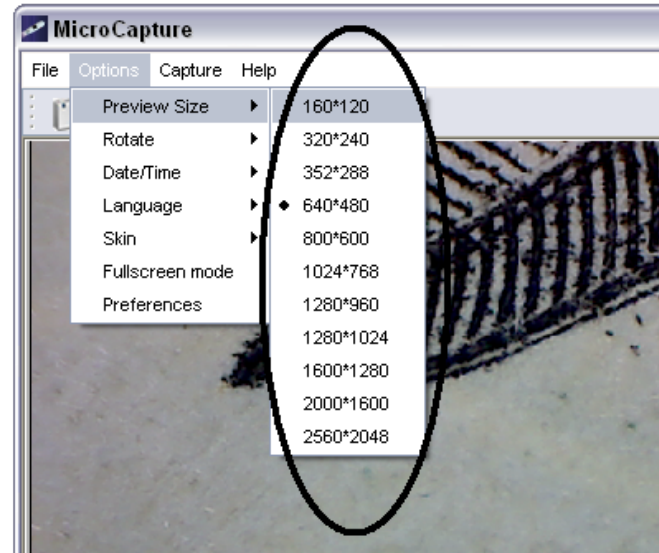 MicroCapture
File Options Capture Help
Preview Size
Rotate
Date/Time
Language
Skin
Fullscreen mode
Preferences
160*120
320*240
352*288
640*480
800*600
1024*768
1280*960
1280*1024
1600*1280
2000*1600
2560*2048